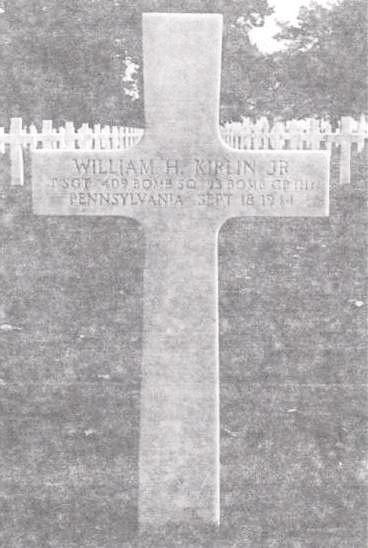 WILLIAM H. KIPLIN JR
T SGT 409 BOMB SQ 93 BOMB GP (H)
PENNSYLVANIA SEPT 18 1944